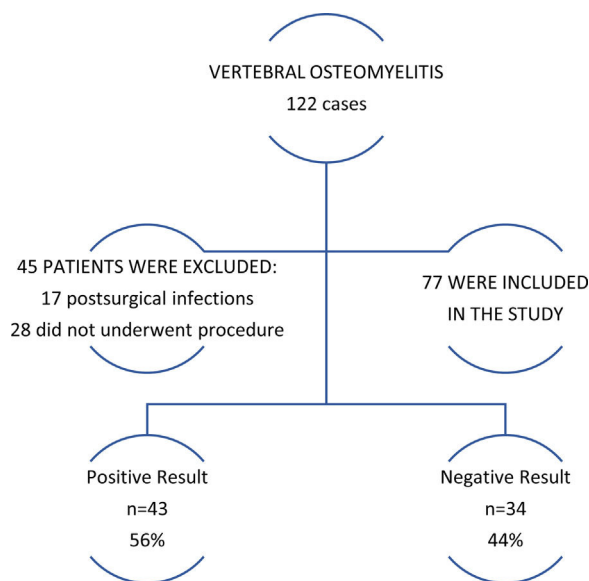 VERTEBRAL OSTEOMYELITIS
122 cases
45 PATIENTS WERE EXCLUDED:
17 postsurgical infections
28 did not underwent procedure
77 WERE INCLUDED
IN THE STUDY
Positive Result
n=43
56%
Negative Result
n=34
44%